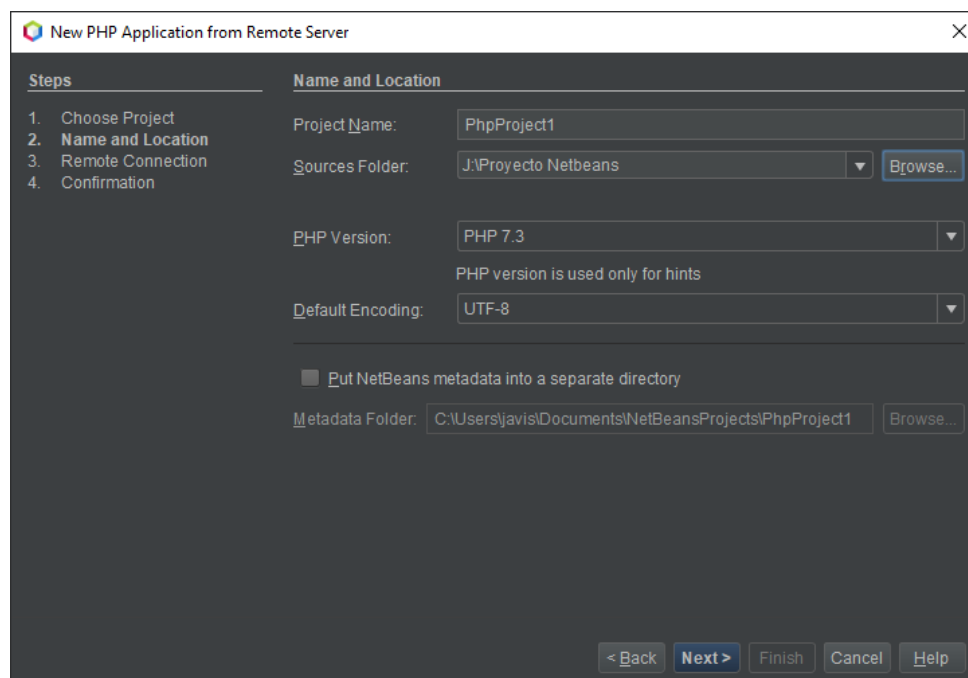 New PHP Application from Remote Server
Steps
1. Choose Project
2. Name and Location
3. Remote Connection
4. Confirmation
Name and Location
Project Name: PhpProject1
Sources Folder: J:\Proyecto Netbeans Browse...
PHP Version: PHP 7.3
PHP version is used only for hints
Default Encoding: UTF-8
Put NetBeans metadata into a separate directory
Metadata Folder: C:\Users\javis\Documents\NetBeansProjects\PhpProject1 Browse...
< Back Next > Finish Cancel Help